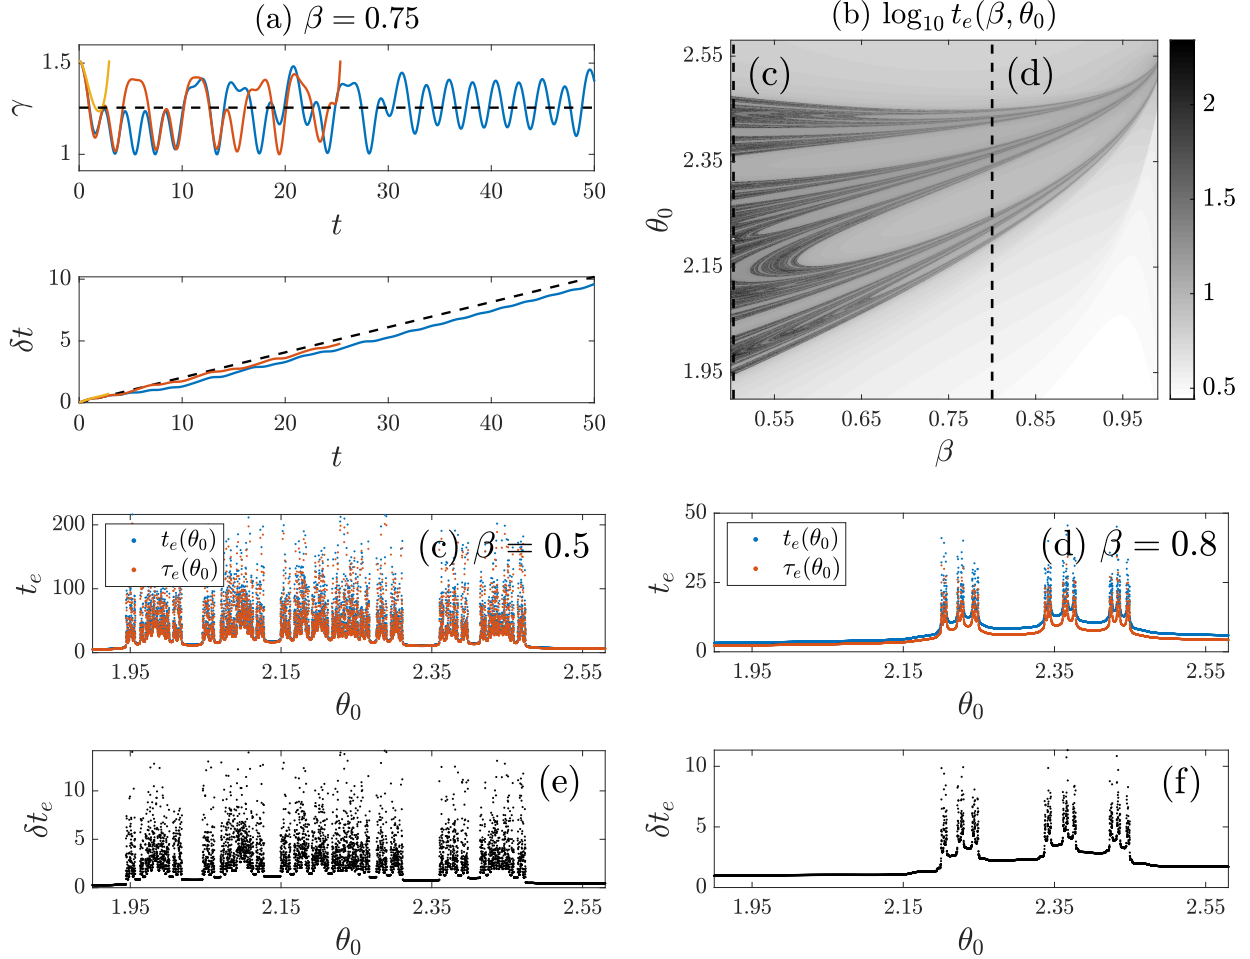 (a) β = 0.75
1.5
1
γ
0 10 20 30 40 50
t
10
5
0
δt
0 10 20 30 40 50
t
(b) log₁₀ tₑ(β, θ₀)
(c) (d)
2.55
2.35
2.15
1.95
θ₀
0.55 0.65 0.75 0.85 0.95
β
2
1.5
1
0.5
200
100
0
tₑ
tₑ(θ₀)
τₑ(θ₀)
(c) β = 0.5
1.95 2.15 2.35 2.55
θ₀
50
25
0
tₑ
tₑ(θ₀)
τₑ(θ₀)
(d) β = 0.8
1.95 2.15 2.35 2.55
θ₀
10
5
0
δtₑ
(e)
1.95 2.15 2.35 2.55
θ₀
10
5
0
δtₑ
(f)
1.95 2.15 2.35 2.55
θ₀